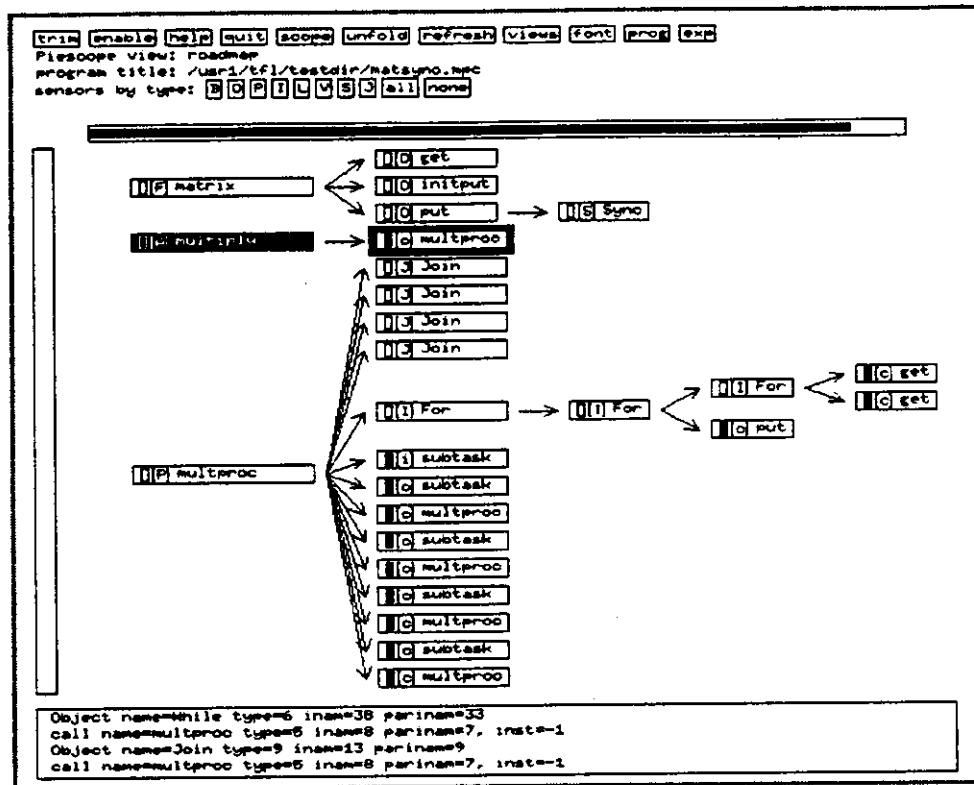 trim enable help quit scope unfold refresh views font prog exp
Piescope view: roadmap
program title: /usr1/tfl/testdir/matsync.mpc
sensors by type: B O P I L W S J all none
F matrix
O get
O initput
O put
S Sync
P multiply
c multproc
J Join
J Join
J Join
J Join
I For
I For
I For
c get
c get
c put
P multproc
i subtask
c subtask
c multproc
c subtask
c multproc
c subtask
c multproc
c subtask
c multproc
Object name=While type=6 inam=38 parinam=33
call name=multproc type=5 inam=8 parinam=7, inst=-1
Object name=Join type=9 inam=13 parinam=9
call name=multproc type=5 inam=8 parinam=7, inst=-1